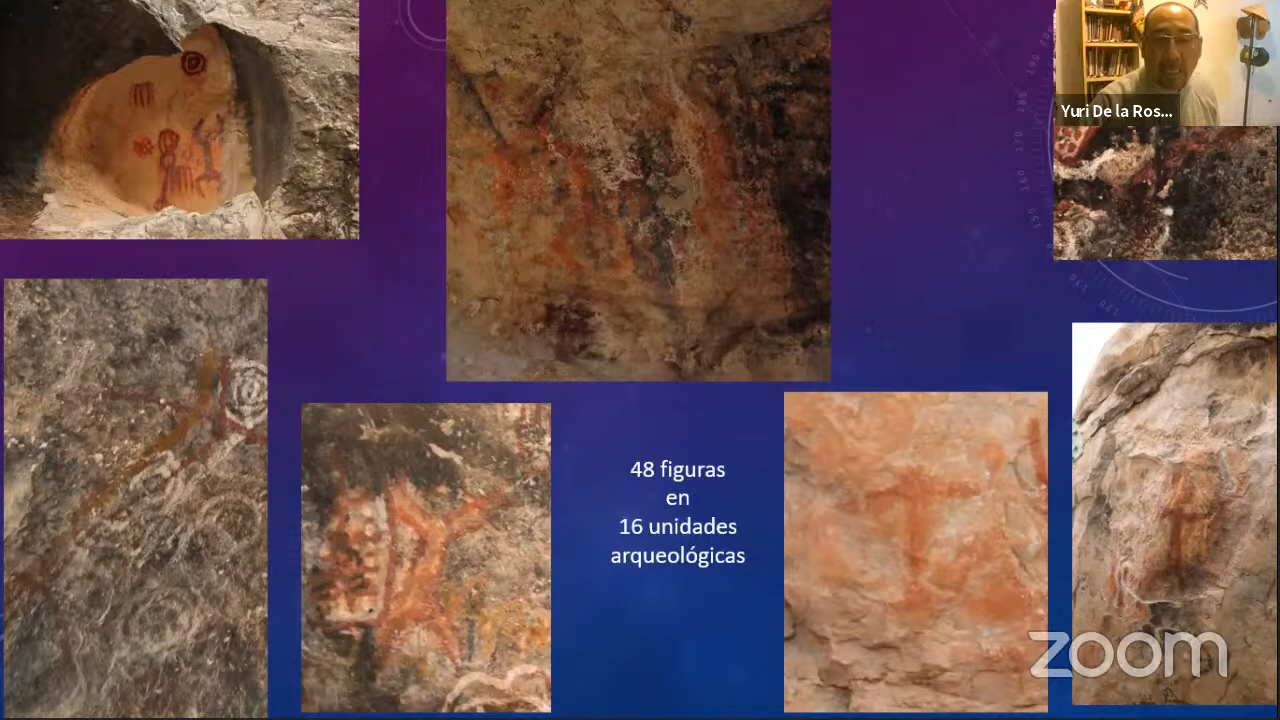 Yuri De la Ros...
48 figuras
en
16 unidades
arqueológicas
zoom